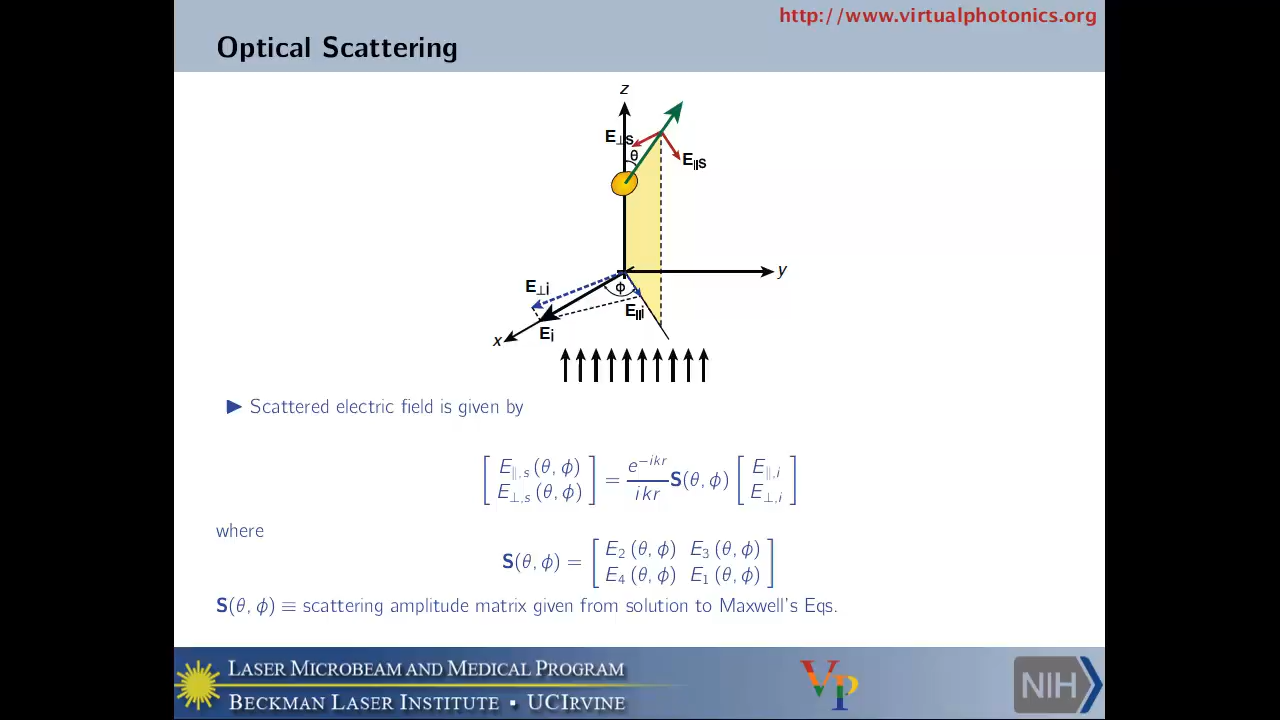 http://www.virtualphotonics.org
Optical Scattering
z
E⊥s
θ
E∥s
y
E⊥i
ϕ
E∥i
Ei
x
▶ Scattered electric field is given by
[ E∥,s (θ, ϕ) ; E⊥,s (θ, ϕ) ] = e^{−ikr} / ikr S(θ, ϕ) [ E∥,i ; E⊥,i ]
where
S(θ, ϕ) = [ E₂ (θ, ϕ) E₃ (θ, ϕ) ; E₄ (θ, ϕ) E₁ (θ, ϕ) ]
S(θ, ϕ) ≡ scattering amplitude matrix given from solution to Maxwell's Eqs.
LASER MICROBEAM AND MEDICAL PROGRAM
BECKMAN LASER INSTITUTE ▪ UCIRVINE
VP
NIH